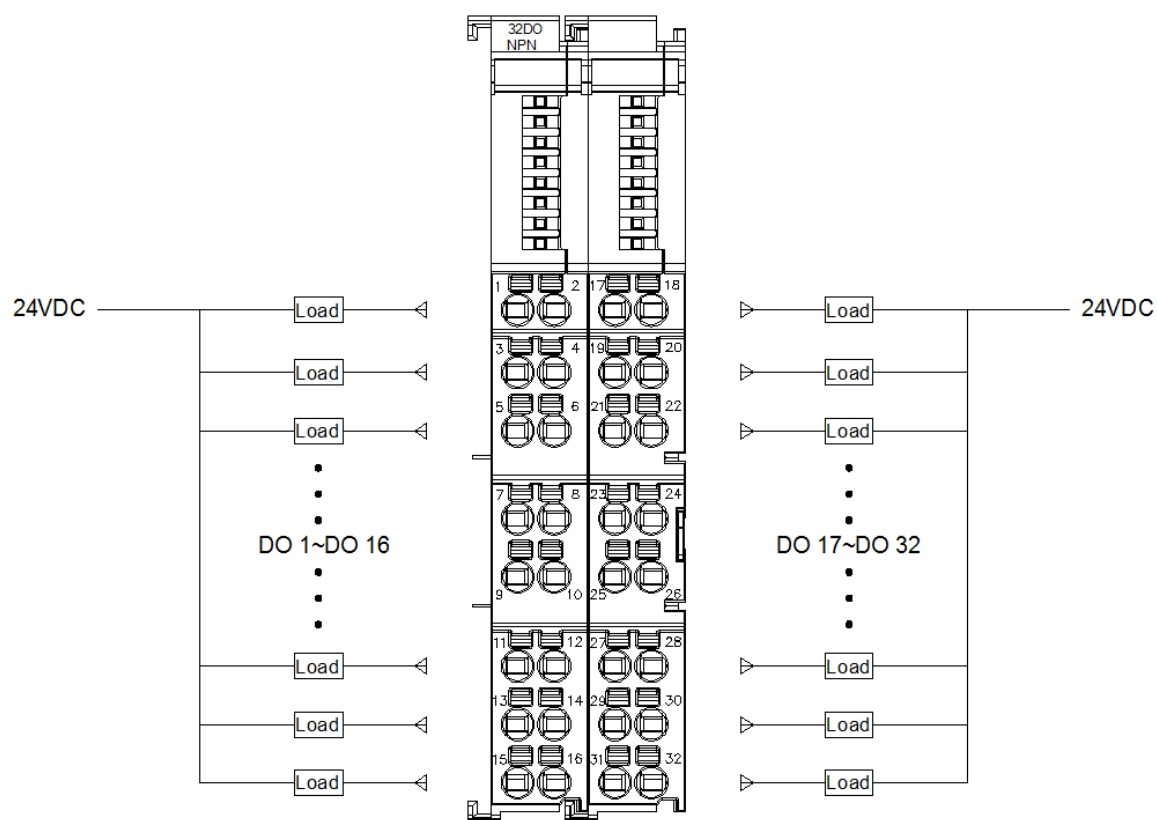 32DO
NPN
1 2 17 18
24VDC Load Load 24VDC
3 4 19 20
Load Load
5 6 21 22
Load Load
7 8 23 24
DO 1~DO 16 DO 17~DO 32
9 10 25 26
11 12 27 28
Load Load
13 14 29 30
Load Load
15 16 31 32
Load Load